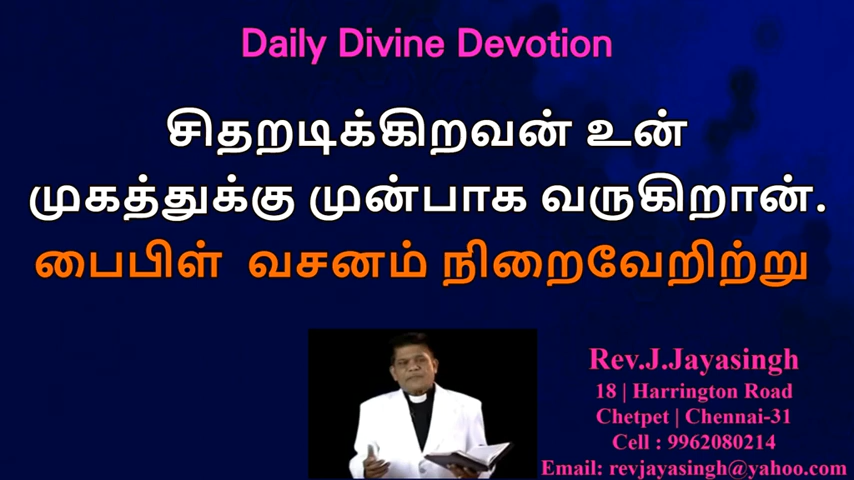 Daily Divine Devotion
சிதறடிக்கிறவன் உன்
முகத்துக்கு முன்பாக வருகிறான்.
பைபிள் வசனம் நிறைவேறிற்று
Rev.J.Jayasingh
18 | Harrington Road
Chetpet | Chennai-31
Cell : 9962080214
Email: revjayasingh@yahoo.com